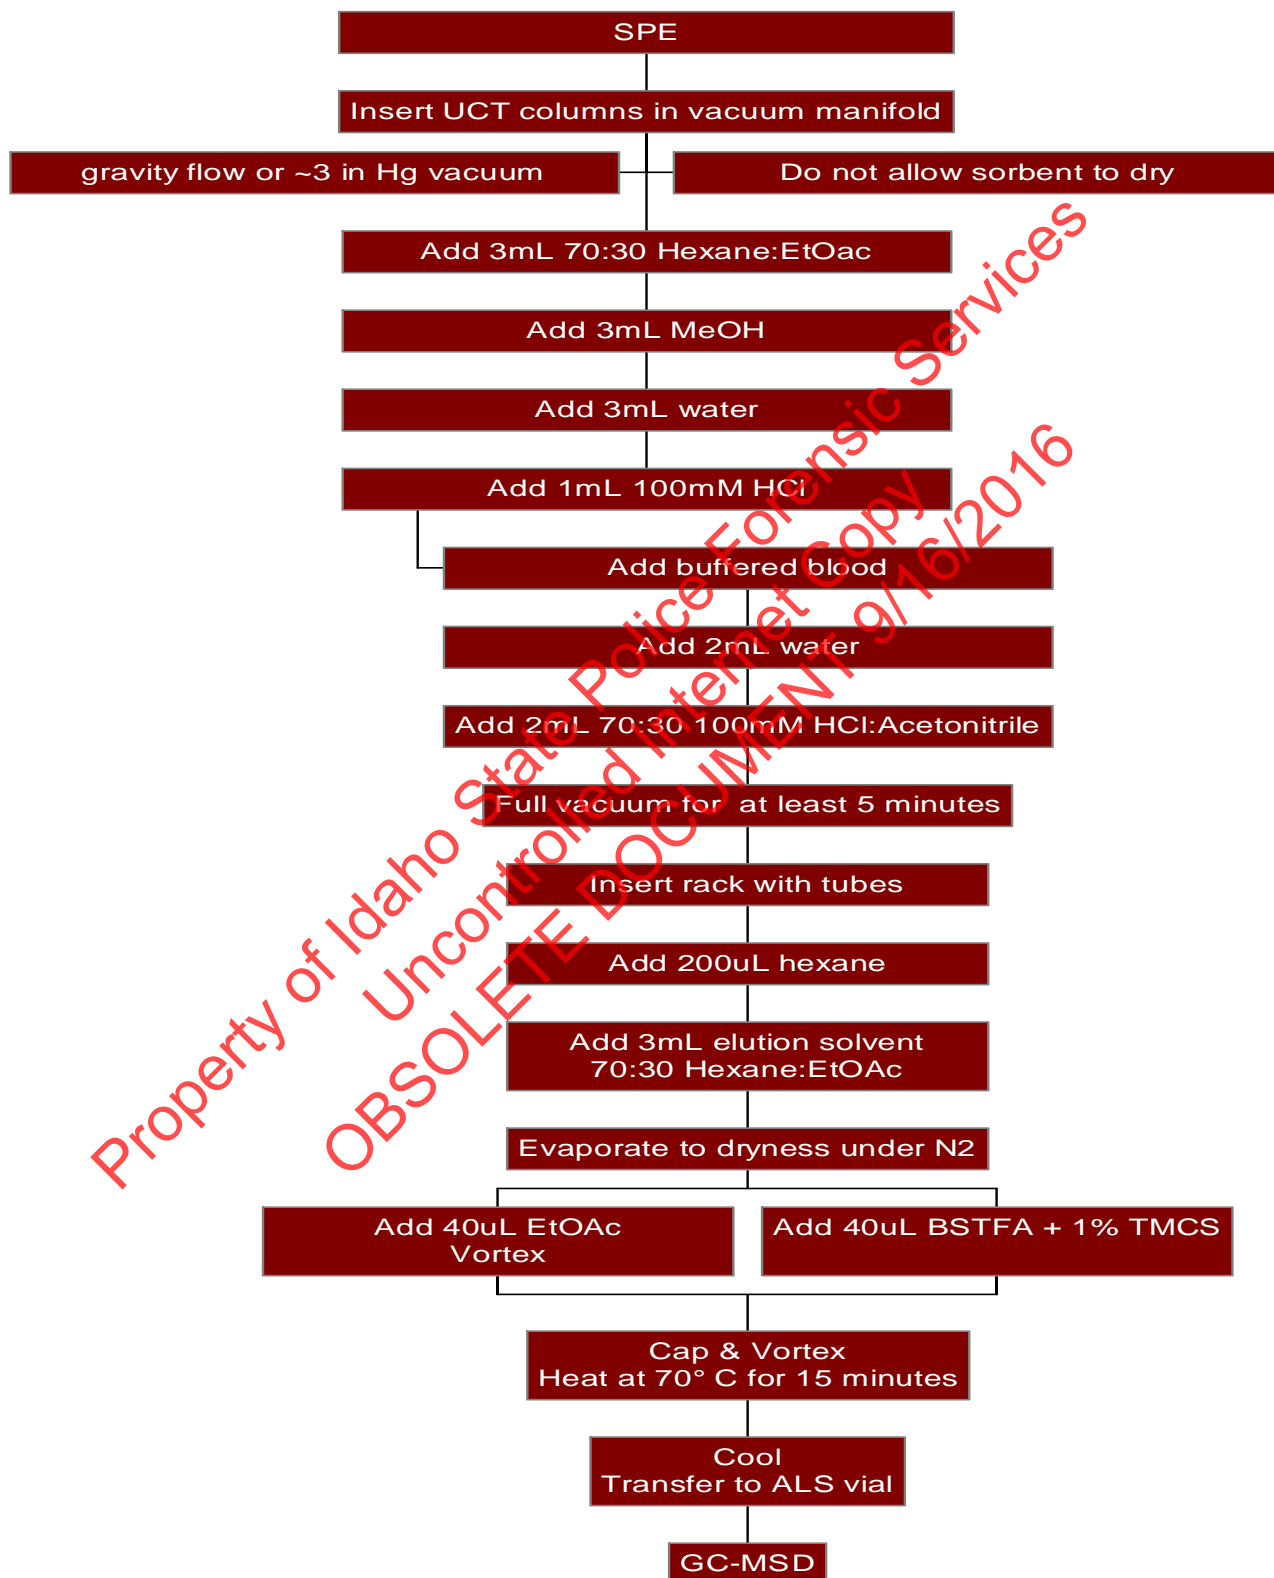 SPE
Insert UCT columns in vacuum manifold
gravity flow or ~3 in Hg vacuum
Do not allow sorbent to dry
Add 3mL 70:30 Hexane:EtOac
Add 3mL MeOH
Add 3mL water
Add 1mL 100mM HCl
Add buffered blood
Add 2mL water
Add 2mL 70:30 100mM HCl:Acetonitrile
Full vacuum for at least 5 minutes
Insert rack with tubes
Add 200uL hexane
Add 3mL elution solvent
70:30 Hexane:EtOAc
Evaporate to dryness under N2
Add 40uL EtOAc
Vortex
Add 40uL BSTFA + 1% TMCS
Cap & Vortex
Heat at 70° C for 15 minutes
Cool
Transfer to ALS vial
GC-MSD
Property of Idaho State Police Forensic Services
Uncontrolled Internet Copy
OBSOLETE DOCUMENT 9/16/2016